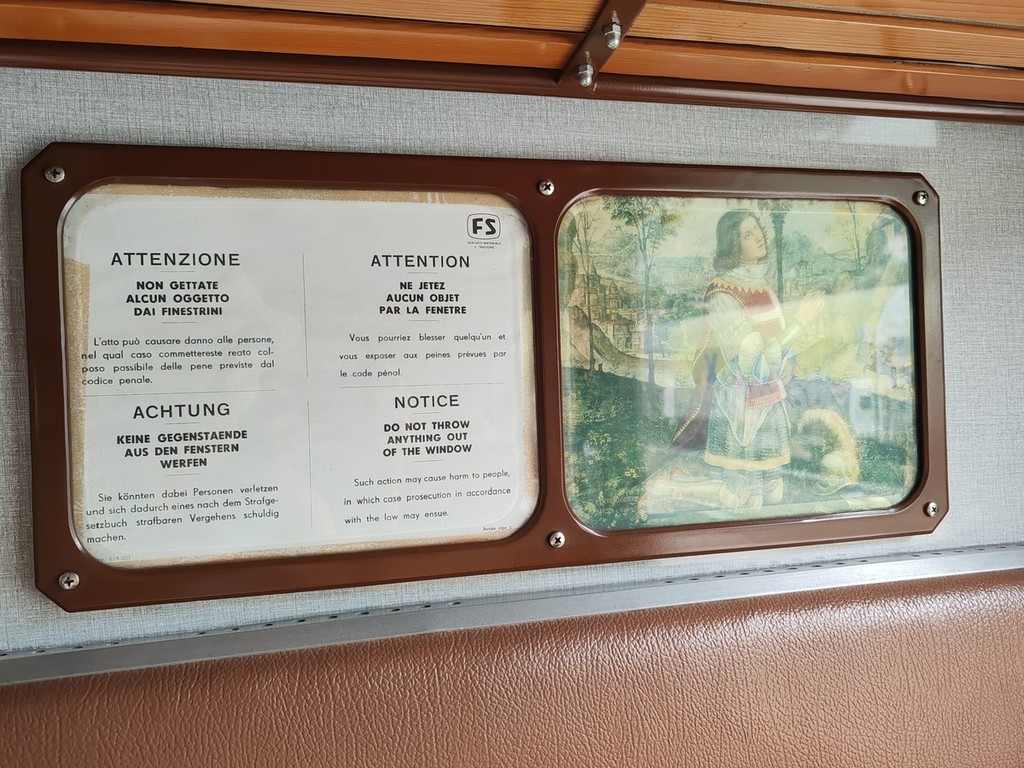 FS
SERVIZIO MATERIALE
E TRAZIONE
ATTENZIONE
NON GETTATE
ALCUN OGGETTO
DAI FINESTRINI
L'atto può causare danno alle persone,
nel qual caso commettereste reato col-
poso passibile delle pene previste dal
codice penale.
ATTENTION
NE JETEZ
AUCUN OBJET
PAR LA FENETRE
Vous pourriez blesser quelqu'un et
vous exposer aux peines prévues par
le code pénal.
ACHTUNG
KEINE GEGENSTAENDE
AUS DEN FENSTERN
WERFEN
Sie könnten dabei Personen verletzen
und sich dadurch eines nach dem Strafge-
setzbuch strafbaren Vergehens schuldig
machen.
NOTICE
DO NOT THROW
ANYTHING OUT
OF THE WINDOW
Such action may cause harm to people,
in which case prosecution in accordance
with the law may ensue.